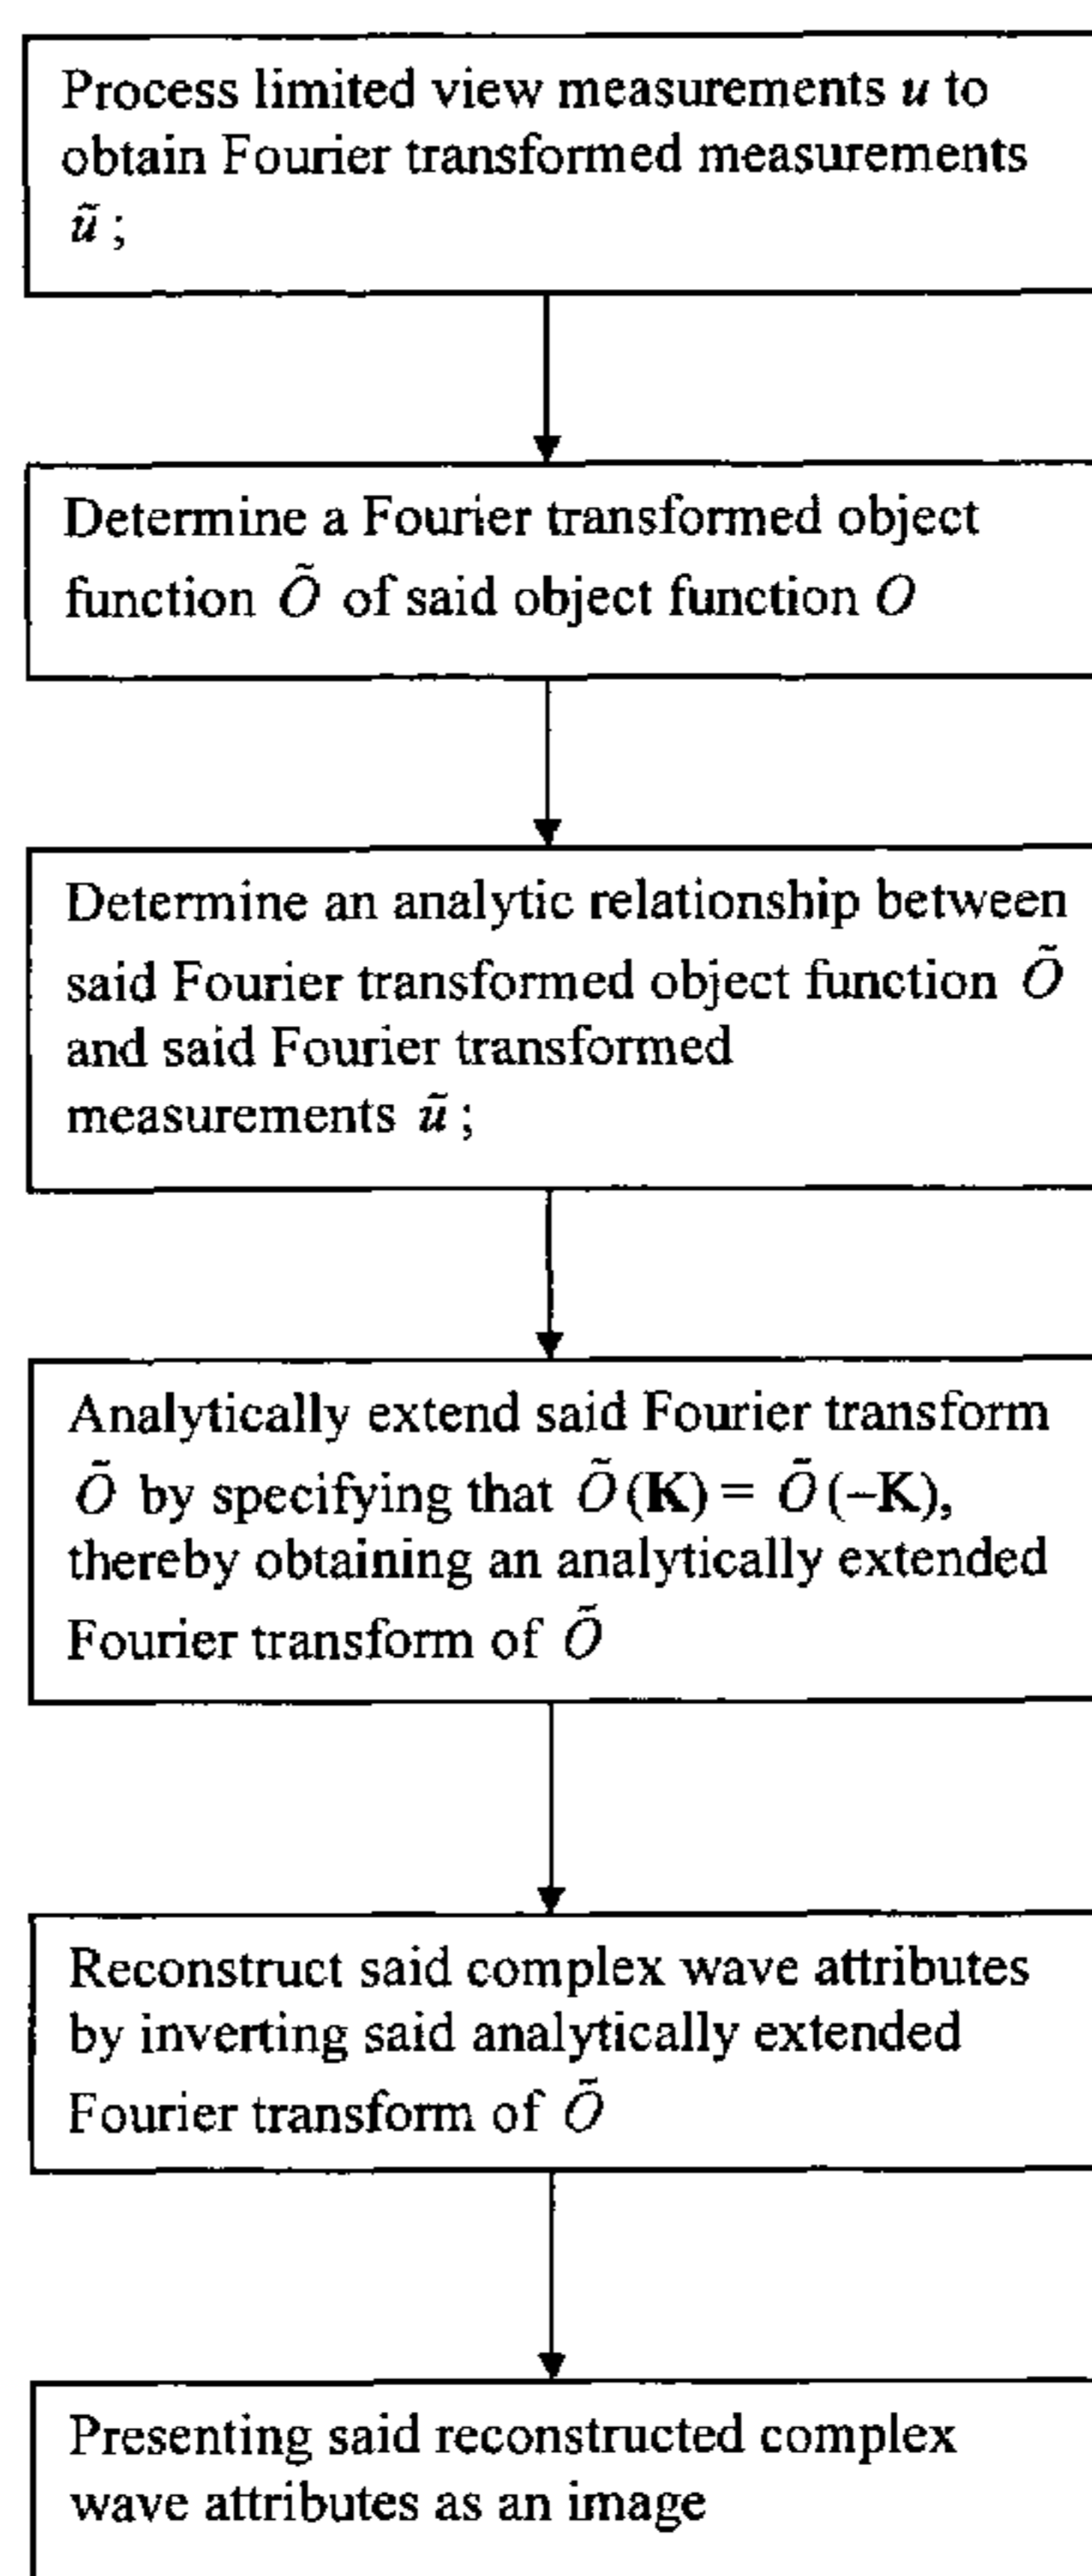 Process limited view measurements u to
obtain Fourier transformed measurements
ũ ;
Determine a Fourier transformed object
function Õ of said object function O
Determine an analytic relationship between
said Fourier transformed object function Õ
and said Fourier transformed
measurements ũ ;
Analytically extend said Fourier transform
Õ by specifying that Õ(K) = Õ(−K),
thereby obtaining an analytically extended
Fourier transform of Õ
Reconstruct said complex wave attributes
by inverting said analytically extended
Fourier transform of Õ
Presenting said reconstructed complex
wave attributes as an image